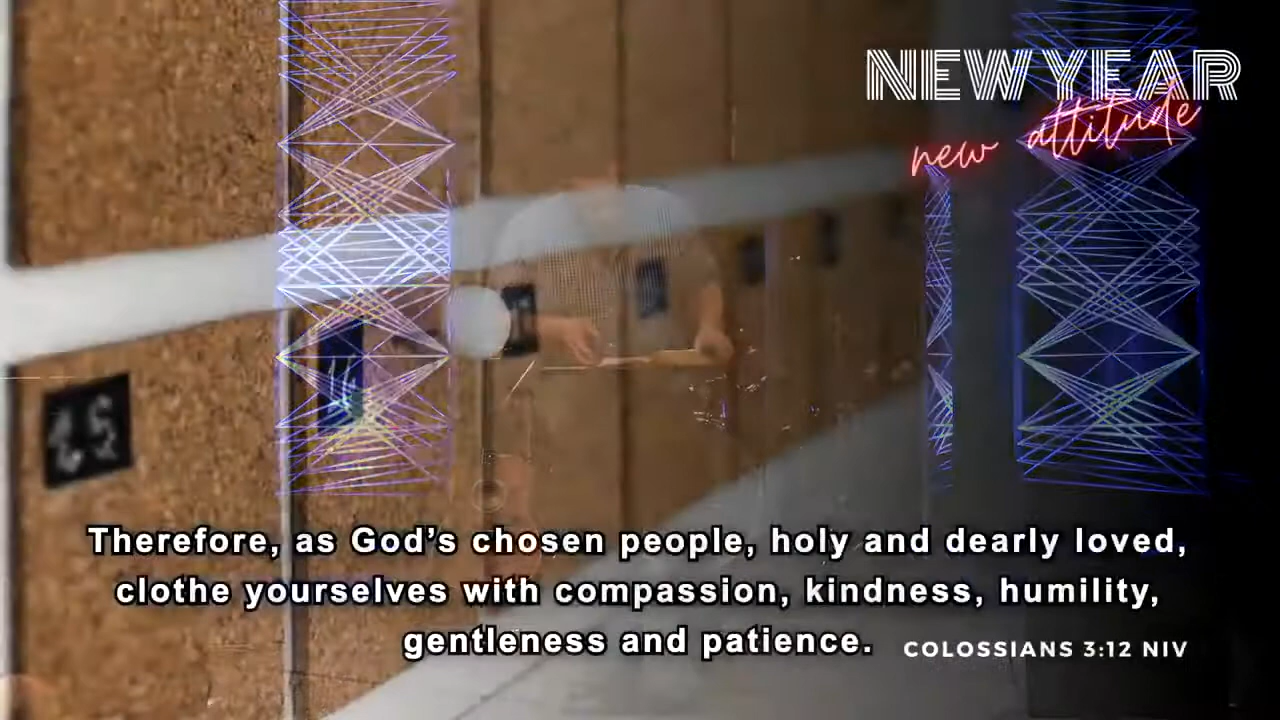 NEW YEAR
new attitude
Therefore, as God’s chosen people, holy and dearly loved,
clothe yourselves with compassion, kindness, humility,
gentleness and patience.
COLOSSIANS 3:12 NIV